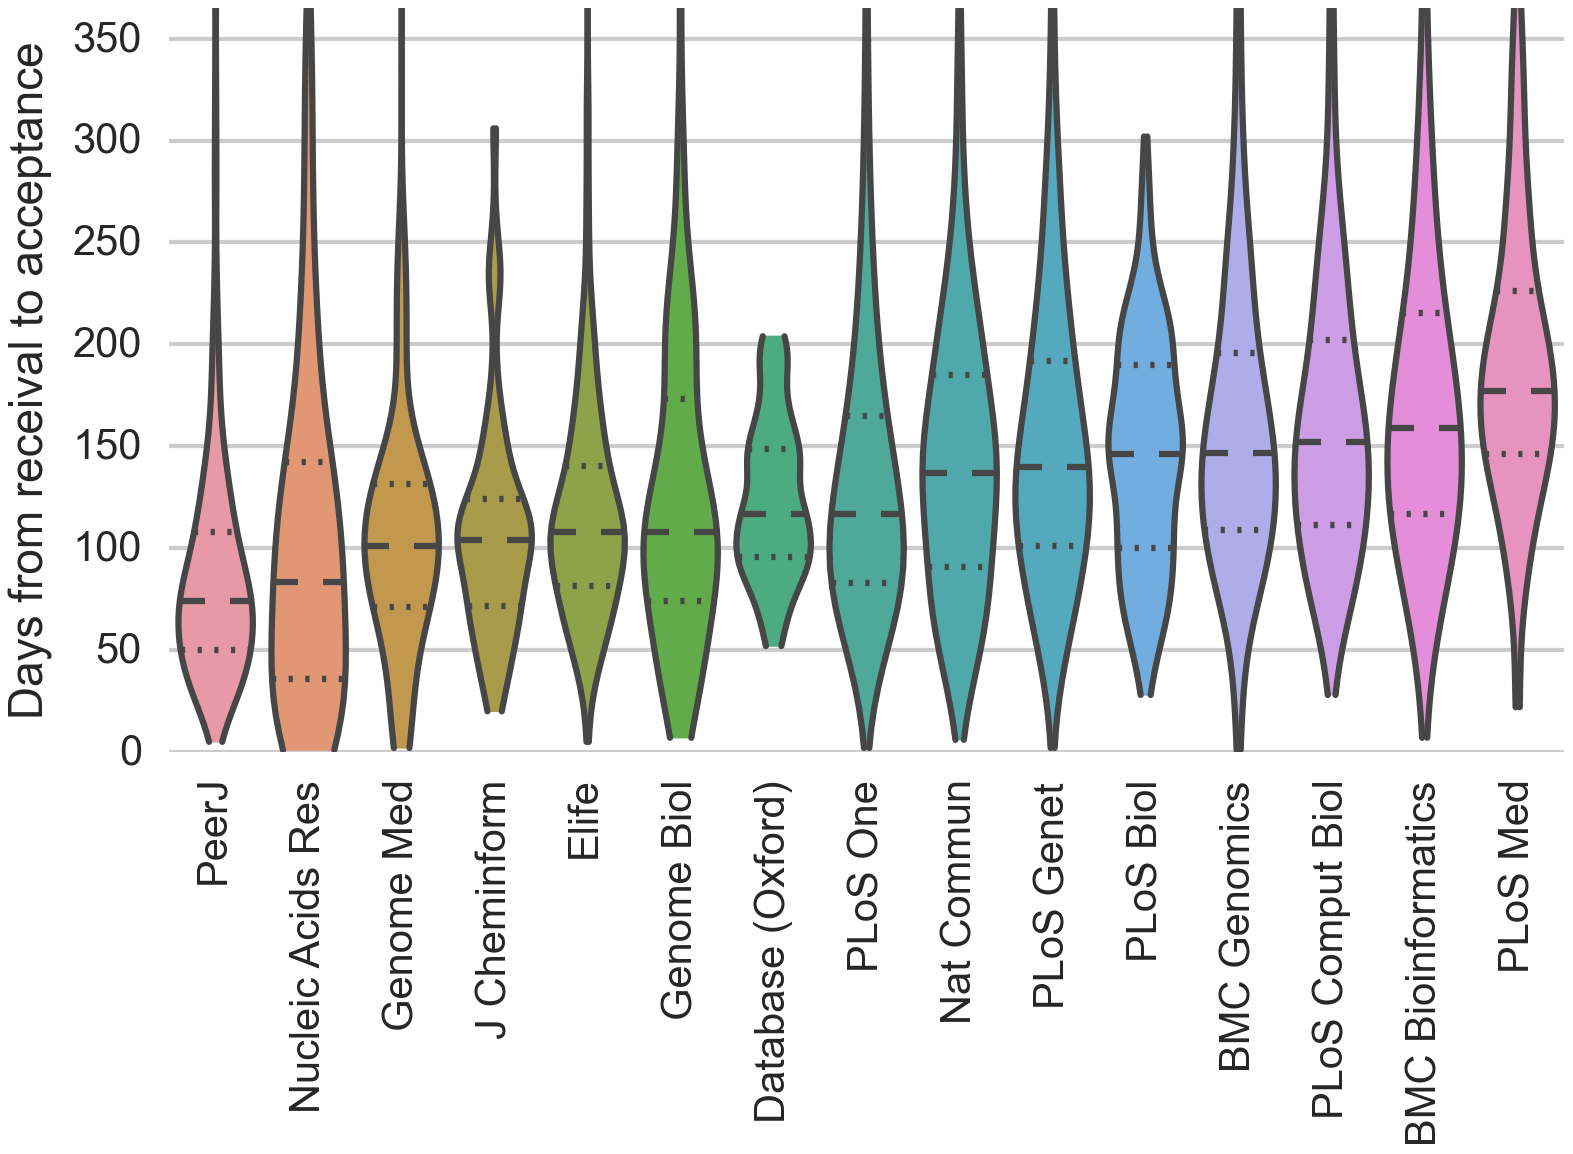 Days from receival to acceptance
350
300
250
200
150
100
50
0
PeerJ
Nucleic Acids Res
Genome Med
J Cheminform
Elife
Genome Biol
Database (Oxford)
PLoS One
Nat Commun
PLoS Genet
PLoS Biol
BMC Genomics
PLoS Comput Biol
BMC Bioinformatics
PLoS Med